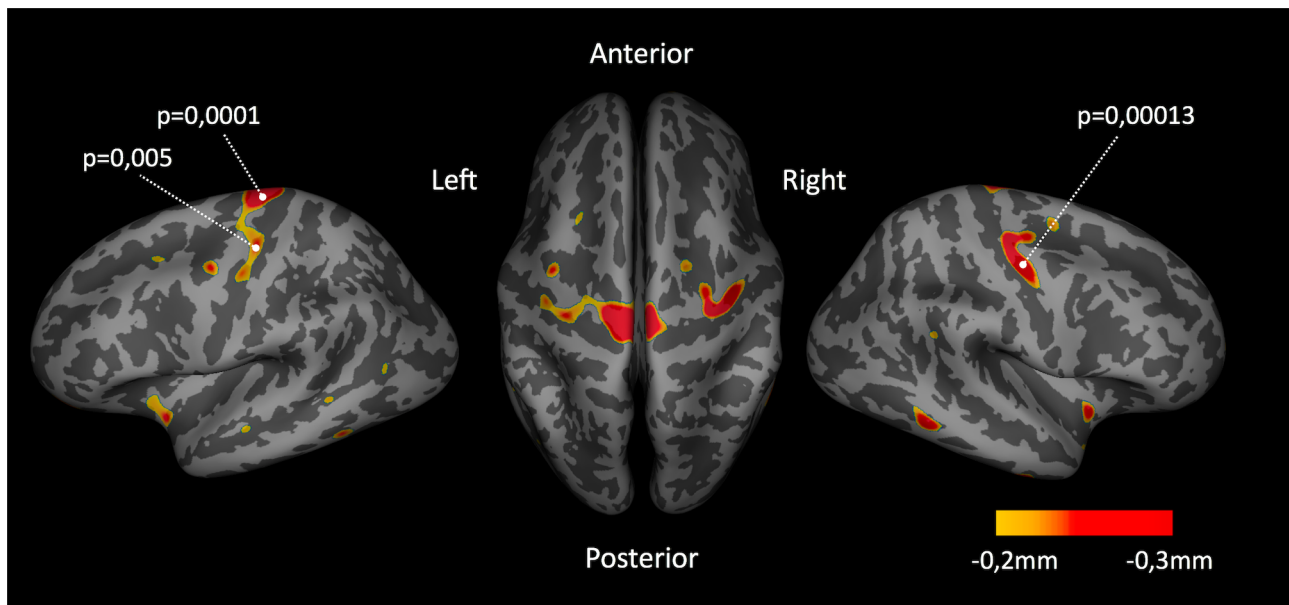 Anterior
p=0,0001
p=0,00013
p=0,005
Left
Right
Posterior
-0,2mm
-0,3mm